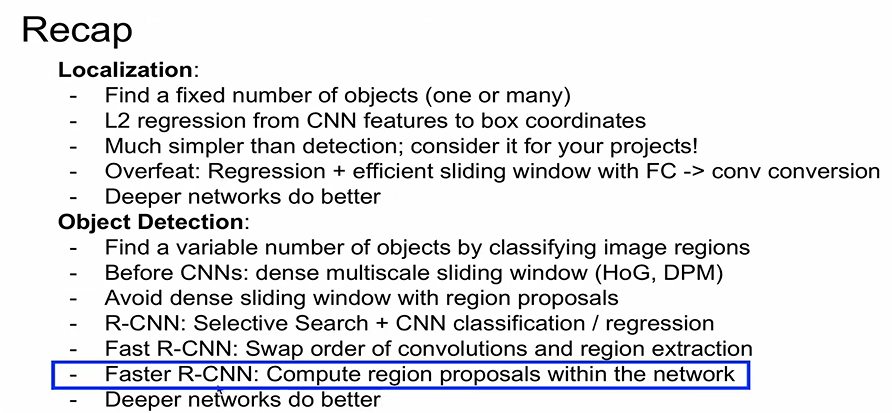 Recap
Localization:
- Find a fixed number of objects (one or many)
- L2 regression from CNN features to box coordinates
- Much simpler than detection; consider it for your projects!
- Overfeat: Regression + efficient sliding window with FC -> conv conversion
- Deeper networks do better
Object Detection:
- Find a variable number of objects by classifying image regions
- Before CNNs: dense multiscale sliding window (HoG, DPM)
- Avoid dense sliding window with region proposals
- R-CNN: Selective Search + CNN classification / regression
- Fast R-CNN: Swap order of convolutions and region extraction
- Faster R-CNN: Compute region proposals within the network
- Deeper networks do better